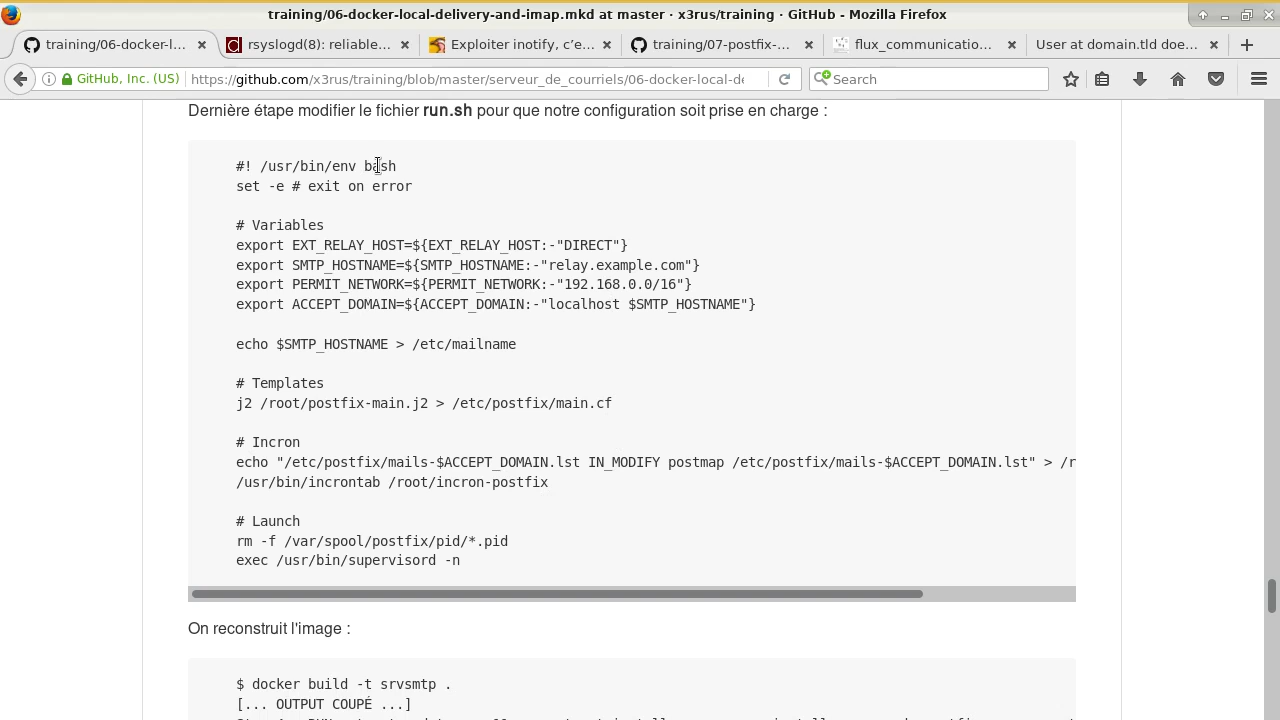 training/06-docker-local-delivery-and-imap.mkd at master · x3rus/training · GitHub - Mozilla Firefox
training/06-docker-l... × rsyslogd(8): reliable... × Exploiter inotify, c'e... × training/07-postfix-... × flux_communicatio... × User at domain.tld doe... ×
GitHub, Inc. (US) https://github.com/x3rus/training/blob/master/serveur_de_courriels/06-docker-local-de Search
Dernière étape modifier le fichier run.sh pour que notre configuration soit prise en charge :
#! /usr/bin/env bash
set -e # exit on error
# Variables
export EXT_RELAY_HOST=${EXT_RELAY_HOST:-"DIRECT"}
export SMTP_HOSTNAME=${SMTP_HOSTNAME:-"relay.example.com"}
export PERMIT_NETWORK=${PERMIT_NETWORK:-"192.168.0.0/16"}
export ACCEPT_DOMAIN=${ACCEPT_DOMAIN:-"localhost $SMTP_HOSTNAME"}
echo $SMTP_HOSTNAME > /etc/mailname
# Templates
j2 /root/postfix-main.j2 > /etc/postfix/main.cf
# Incron
echo "/etc/postfix/mails-$ACCEPT_DOMAIN.lst IN_MODIFY postmap /etc/postfix/mails-$ACCEPT_DOMAIN.lst" > /r
/usr/bin/incrontab /root/incron-postfix
# Launch
rm -f /var/spool/postfix/pid/*.pid
exec /usr/bin/supervisord -n
On reconstruit l'image :
$ docker build -t srvsmtp .
[... OUTPUT COUPÉ ...]